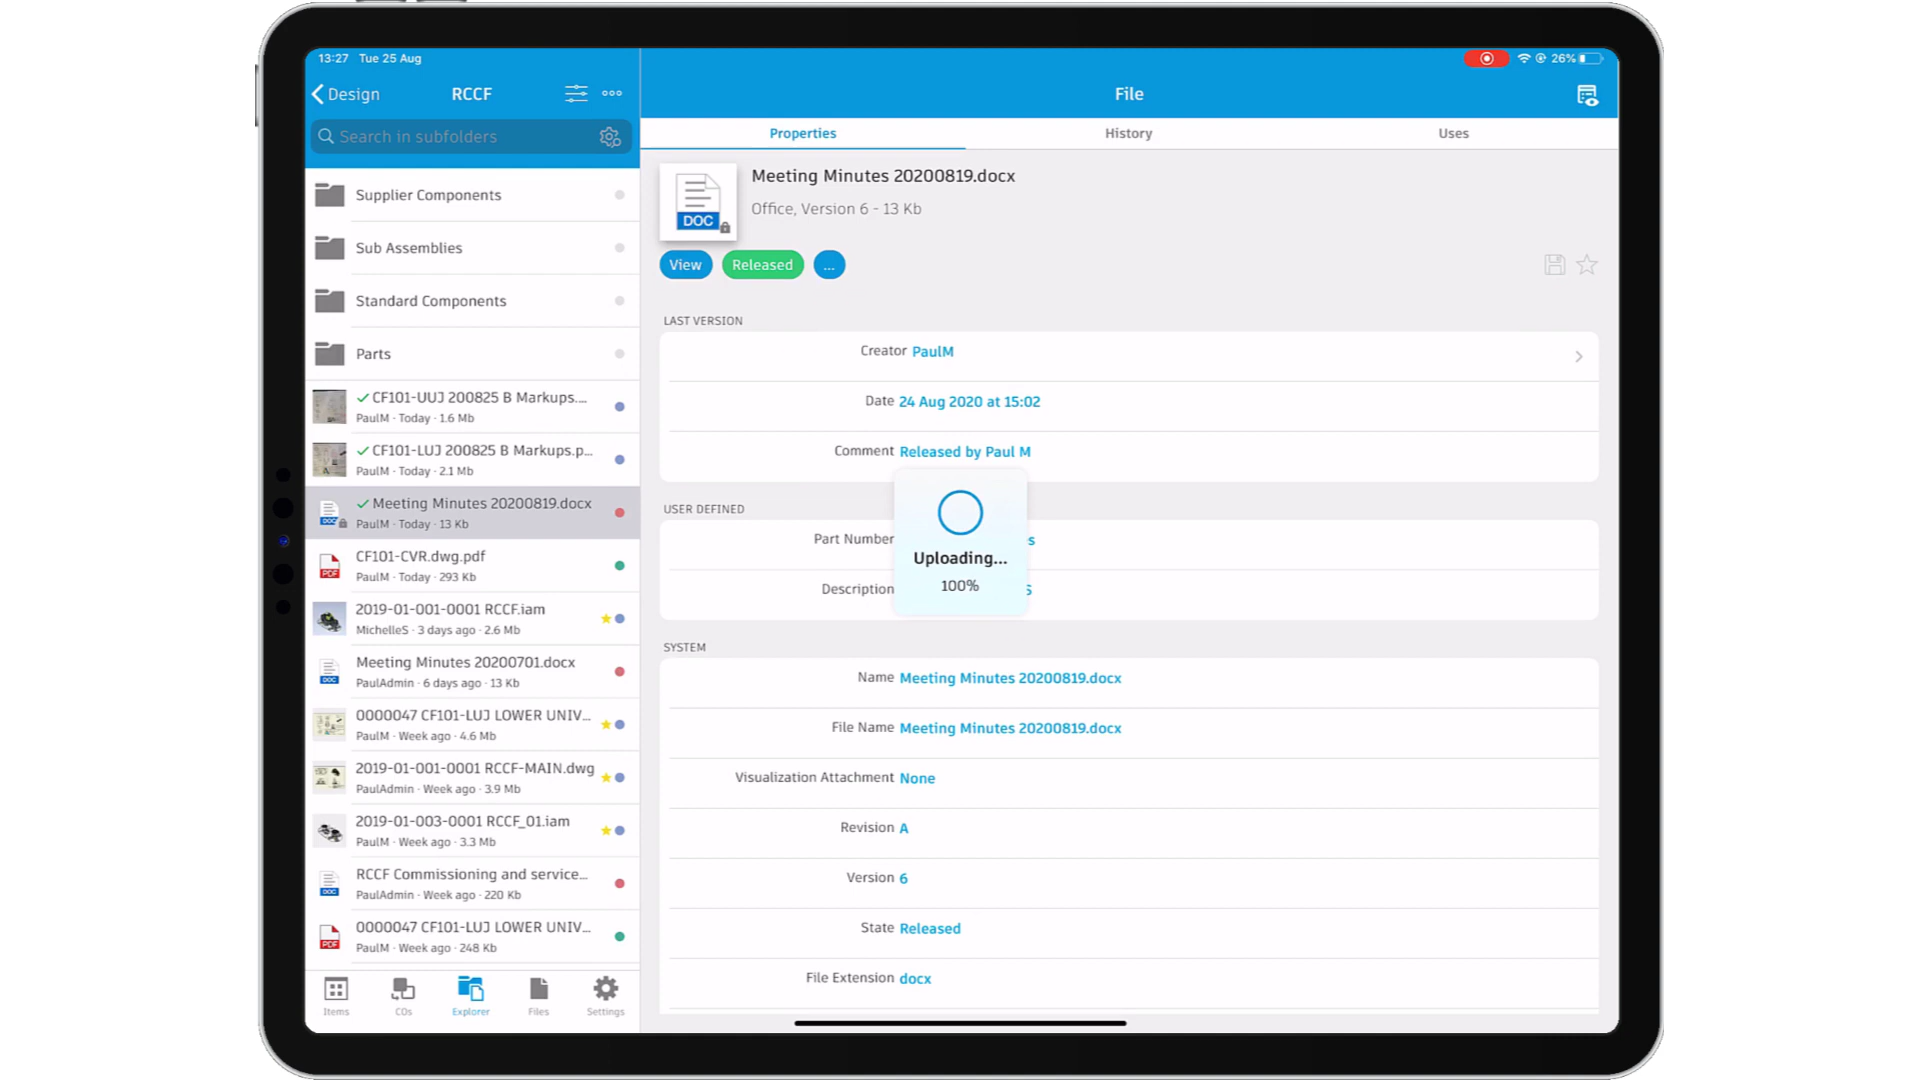 13:27 Tue 25 Aug
26%
Design
RCCF
File
Search in subfolders
Properties
History
Uses
Supplier Components
Sub Assemblies
Standard Components
Parts
CF101-UUJ 200825 B Markups....
PaulM · Today · 1.6 Mb
CF101-LUJ 200825 B Markups.p...
PaulM · Today · 2.1 Mb
DOC
Meeting Minutes 20200819.docx
PaulM · Today · 13 Kb
PDF
CF101-CVR.dwg.pdf
PaulM · Today · 293 Kb
2019-01-001-0001 RCCF.iam
MichelleS · 3 days ago · 2.6 Mb
DOC
Meeting Minutes 20200701.docx
PaulAdmin · 6 days ago · 13 Kb
0000047 CF101-LUJ LOWER UNIV...
PaulM · Week ago · 4.6 Mb
2019-01-001-0001 RCCF-MAIN.dwg
PaulAdmin · Week ago · 3.9 Mb
2019-01-003-0001 RCCF_01.iam
PaulM · Week ago · 3.3 Mb
DOC
RCCF Commissioning and service...
PaulAdmin · Week ago · 220 Kb
PDF
0000047 CF101-LUJ LOWER UNIV...
PaulM · Week ago · 248 Kb
Items
COs
Explorer
Files
Settings
DOC
Meeting Minutes 20200819.docx
Office, Version 6 - 13 Kb
View
Released
...
LAST VERSION
Creator PaulM
Date 24 Aug 2020 at 15:02
Comment Released by Paul M
USER DEFINED
Part Number s
Description S
Uploading...
100%
SYSTEM
Name Meeting Minutes 20200819.docx
File Name Meeting Minutes 20200819.docx
Visualization Attachment None
Revision A
Version 6
State Released
File Extension docx